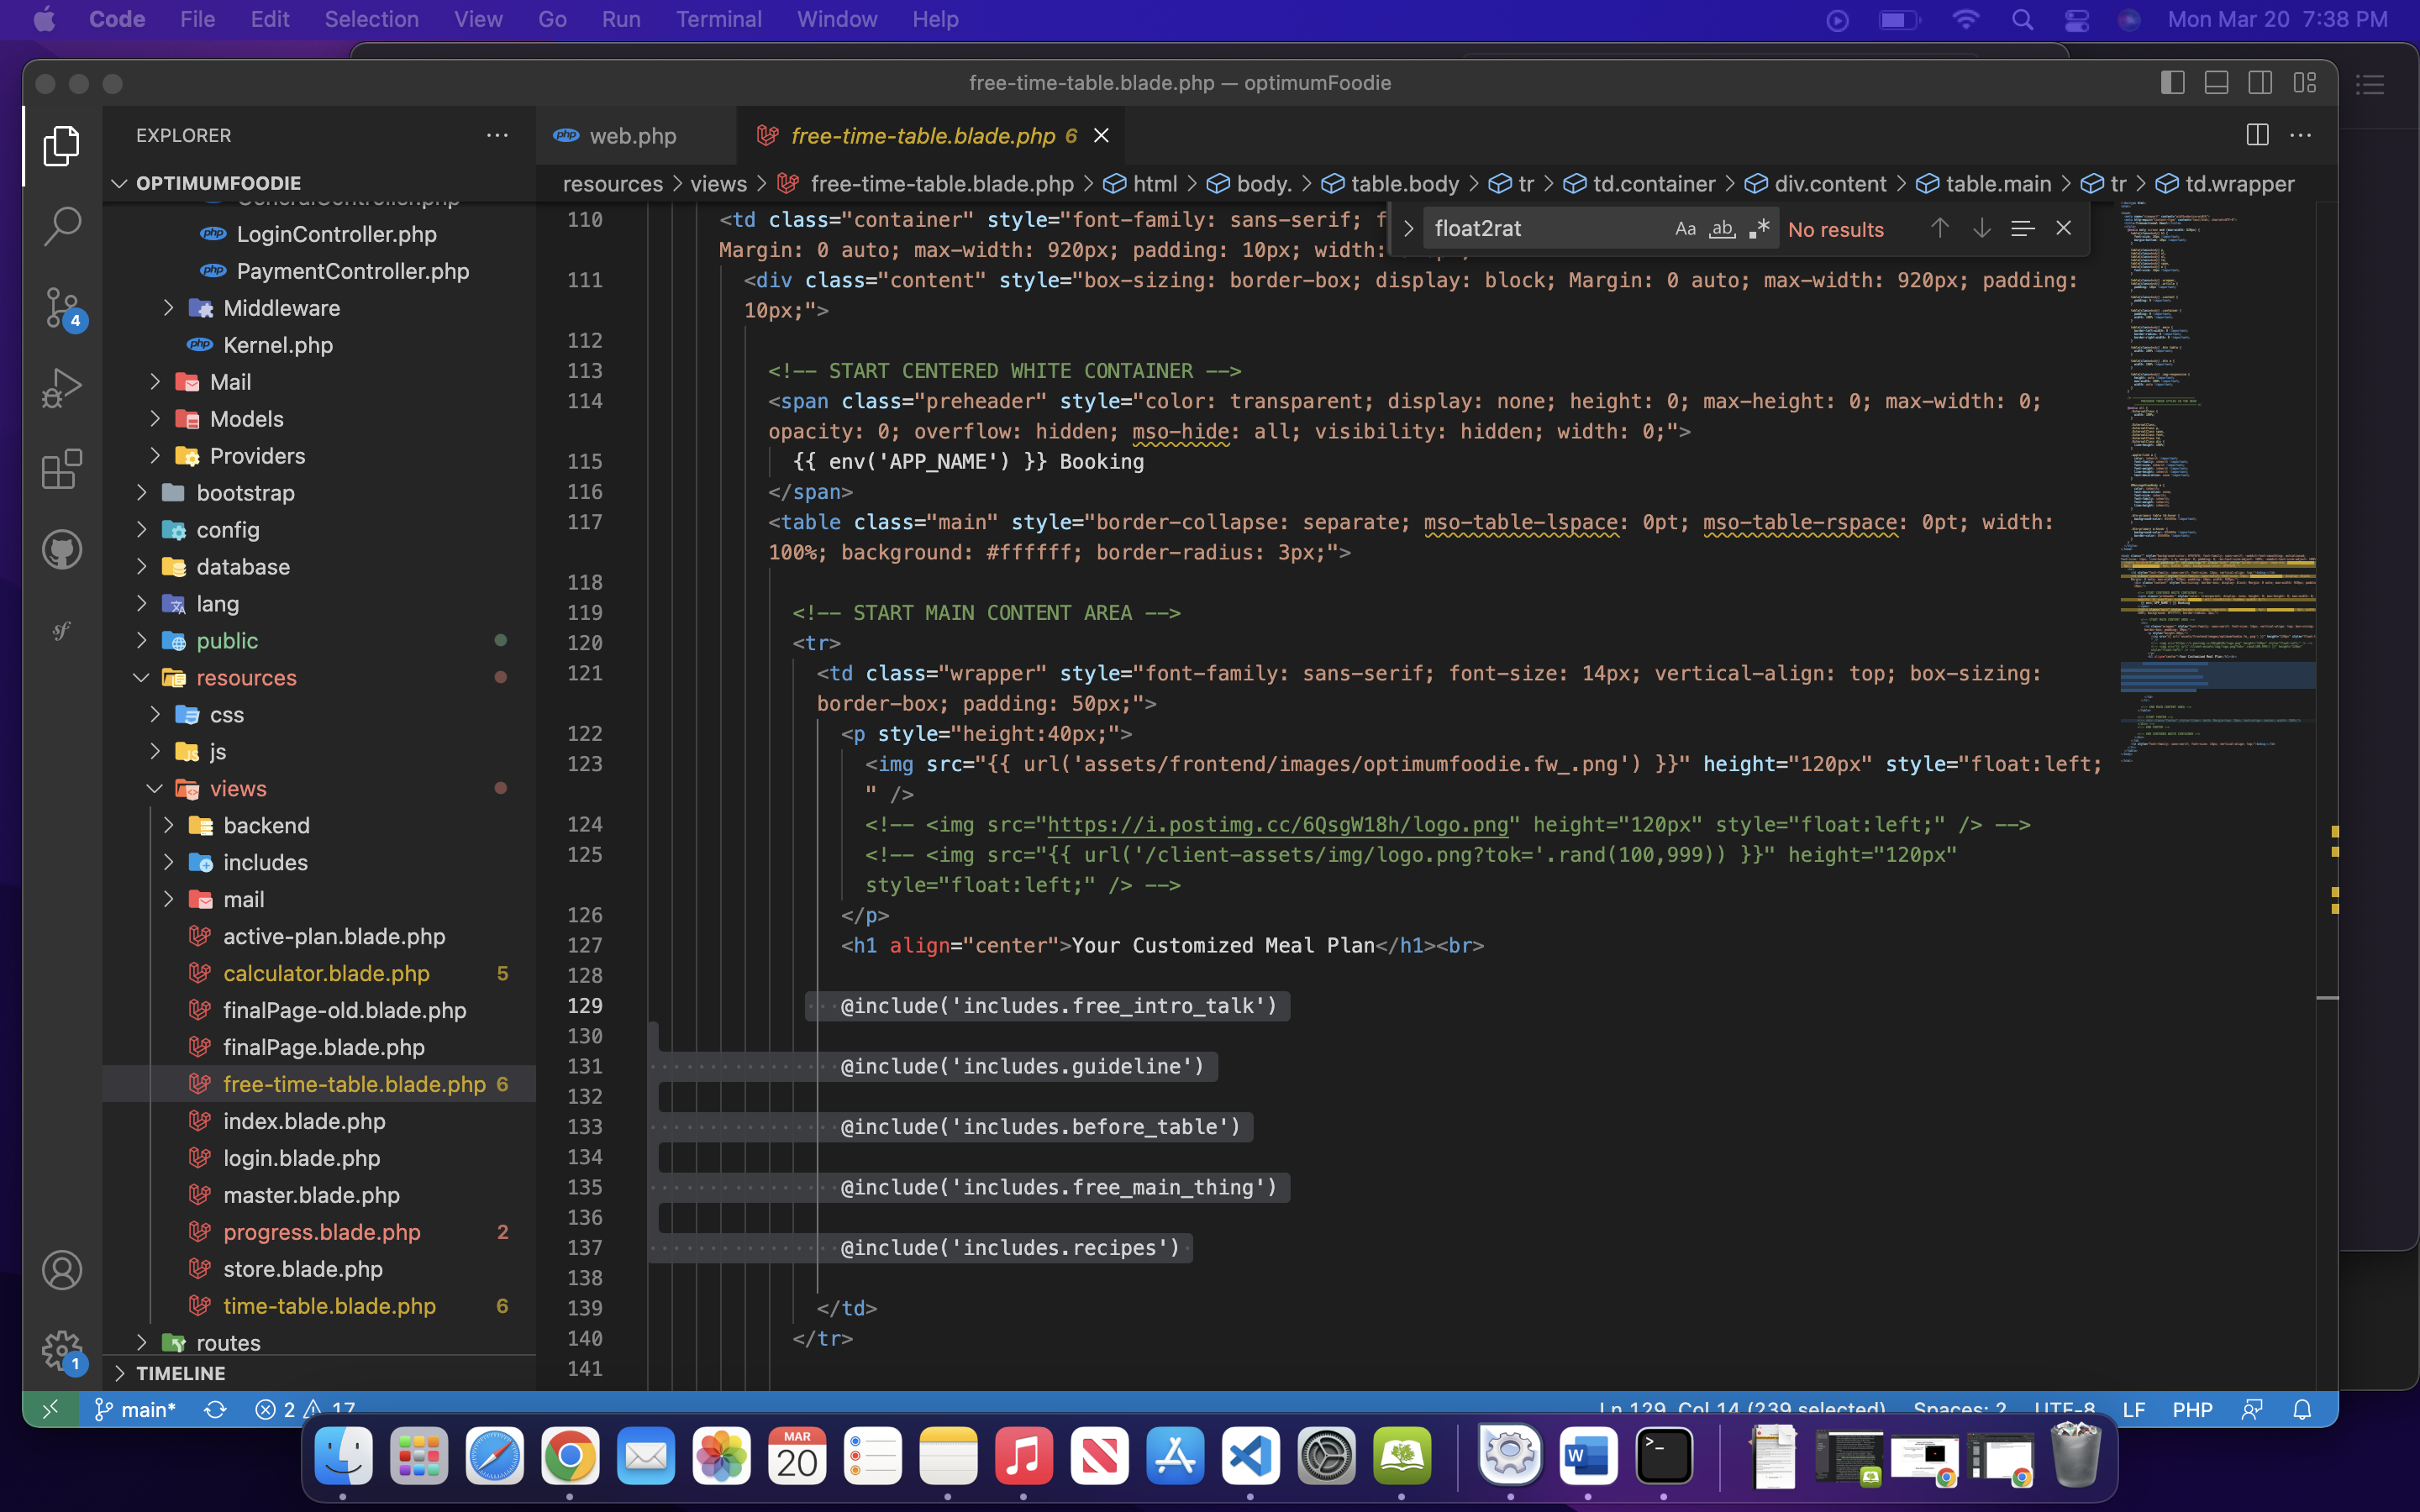 Code File Edit Selection View Go Run Terminal Window Help Mon Mar 20 7:38 PM
free-time-table.blade.php — optimumFoodie
EXPLORER
OPTIMUMFOODIE
GeneralController.php
LoginController.php
PaymentController.php
Middleware
Kernel.php
Mail
Models
Providers
bootstrap
config
database
lang
public
resources
css
js
views
backend
includes
mail
active-plan.blade.php
calculator.blade.php 5
finalPage-old.blade.php
finalPage.blade.php
free-time-table.blade.php 6
index.blade.php
login.blade.php
master.blade.php
progress.blade.php 2
store.blade.php
time-table.blade.php 6
routes
TIMELINE
4
1
web.php free-time-table.blade.php 6
resources > views > free-time-table.blade.php > html > body. > table.body > tr > td.container > div.content > table.main > tr > td.wrapper
float2rat Aa ab No results
110 <td class="container" style="font-family: sans-serif; f
Margin: 0 auto; max-width: 920px; padding: 10px; width:
111 <div class="content" style="box-sizing: border-box; display: block; Margin: 0 auto; max-width: 920px; padding:
10px;">
112
113 <!-- START CENTERED WHITE CONTAINER -->
114 <span class="preheader" style="color: transparent; display: none; height: 0; max-height: 0; max-width: 0;
opacity: 0; overflow: hidden; mso-hide: all; visibility: hidden; width: 0;">
115 {{ env('APP_NAME') }} Booking
116 </span>
117 <table class="main" style="border-collapse: separate; mso-table-lspace: 0pt; mso-table-rspace: 0pt; width:
100%; background: #ffffff; border-radius: 3px;">
118
119 <!-- START MAIN CONTENT AREA -->
120 <tr>
121 <td class="wrapper" style="font-family: sans-serif; font-size: 14px; vertical-align: top; box-sizing:
border-box; padding: 50px;">
122 <p style="height:40px;">
123 <img src="{{ url('assets/frontend/images/optimumfoodie.fw_.png') }}" height="120px" style="float:left;
" />
124 <!-- <img src="https://i.postimg.cc/6QsgW18h/logo.png" height="120px" style="float:left;" /> -->
125 <!-- <img src="{{ url('/client-assets/img/logo.png?tok='.rand(100,999)) }}" height="120px"
style="float:left;" /> -->
126 </p>
127 <h1 align="center">Your Customized Meal Plan</h1><br>
128
129 @include('includes.free_intro_talk')
130
131 @include('includes.guideline')
132
133 @include('includes.before_table')
134
135 @include('includes.free_main_thing')
136
137 @include('includes.recipes')
138
139 </td>
140 </tr>
141
main* 2 17 Ln 129, Col 14 (239 selected) Spaces: 2 UTF-8 LF PHP
MAR
20